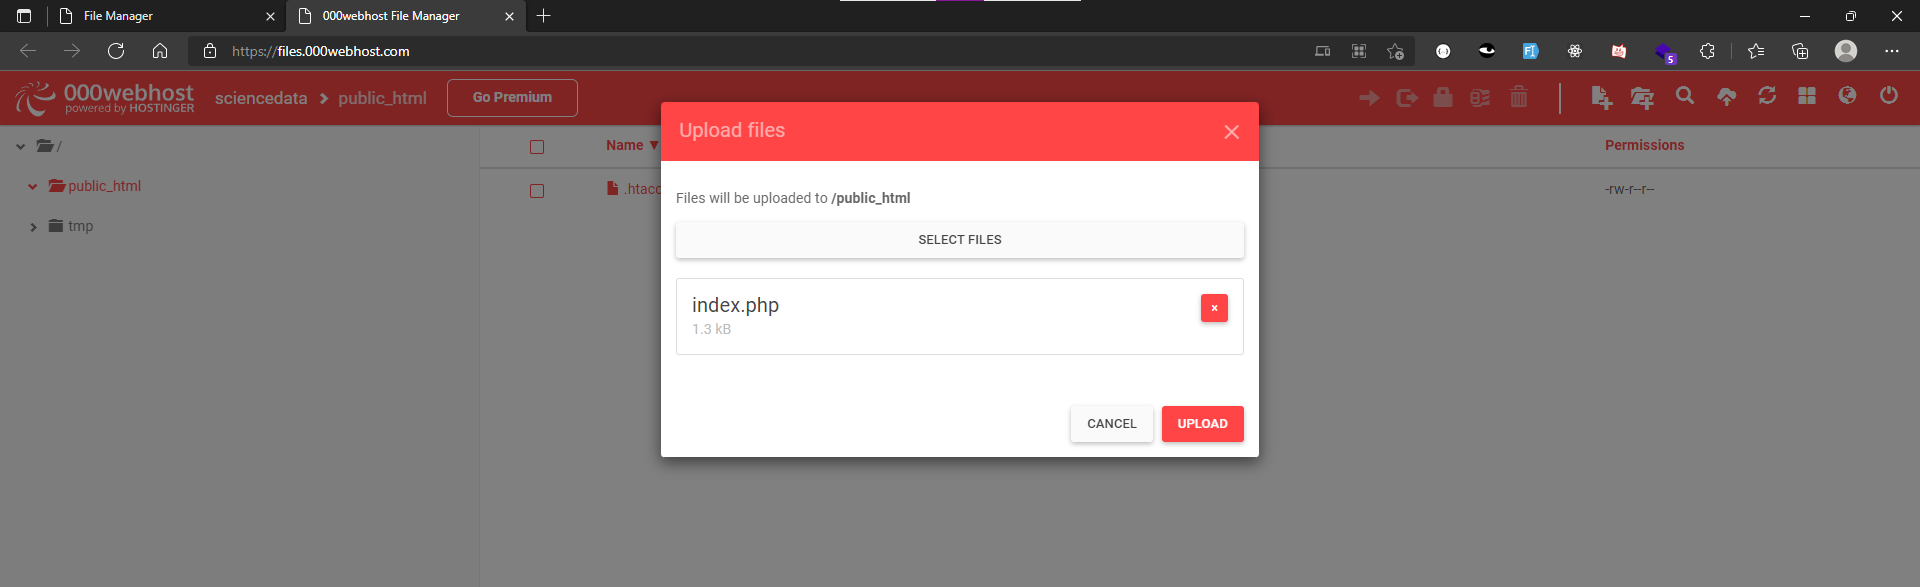 File Manager
000webhost File Manager
https://files.000webhost.com
5
000webhost
powered by HOSTINGER
sciencedata
public_html
Go Premium
Upload files
/
public_html
tmp
Name
Permissions
.htacc
-rw-r--r--
Files will be uploaded to /public_html
SELECT FILES
index.php
1.3 kB
CANCEL
UPLOAD